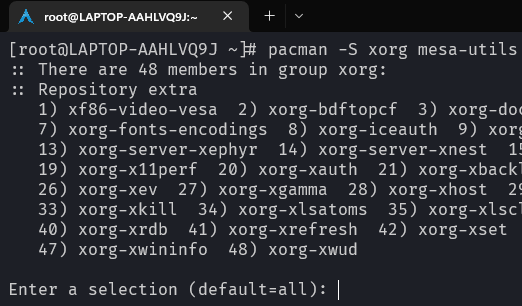 root@LAPTOP-AAHLVQ9J:~
[root@LAPTOP-AAHLVQ9J ~]# pacman -S xorg mesa-utils
:: There are 48 members in group xorg:
:: Repository extra
1) xf86-video-vesa 2) xorg-bdftopcf 3) xorg-doc
7) xorg-fonts-encodings 8) xorg-iceauth 9) xorg
13) xorg-server-xephyr 14) xorg-server-xnest 15
19) xorg-x11perf 20) xorg-xauth 21) xorg-xbackl
26) xorg-xev 27) xorg-xgamma 28) xorg-xhost 29
33) xorg-xkill 34) xorg-xlsatoms 35) xorg-xlscl
40) xorg-xrdb 41) xorg-xrefresh 42) xorg-xset
47) xorg-xwininfo 48) xorg-xwud
Enter a selection (default=all):